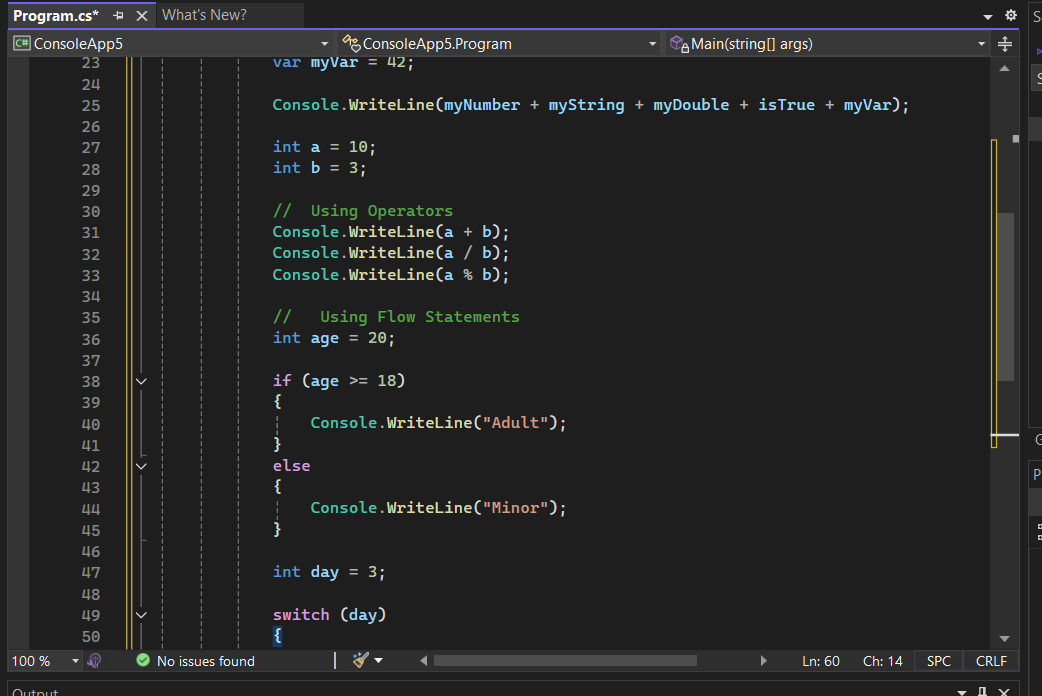 Program.cs* What's New?
C# ConsoleApp5 ConsoleApp5.Program Main(string[] args)
23 var myVar = 42;
24
25 Console.WriteLine(myNumber + myString + myDouble + isTrue + myVar);
26
27 int a = 10;
28 int b = 3;
29
30 //  Using Operators
31 Console.WriteLine(a + b);
32 Console.WriteLine(a / b);
33 Console.WriteLine(a % b);
34
35 //   Using Flow Statements
36 int age = 20;
37
38 if (age >= 18)
39 {
40     Console.WriteLine("Adult");
41 }
42 else
43 {
44     Console.WriteLine("Minor");
45 }
46
47 int day = 3;
48
49 switch (day)
50 {
100 % No issues found Ln: 60 Ch: 14 SPC CRLF
Output